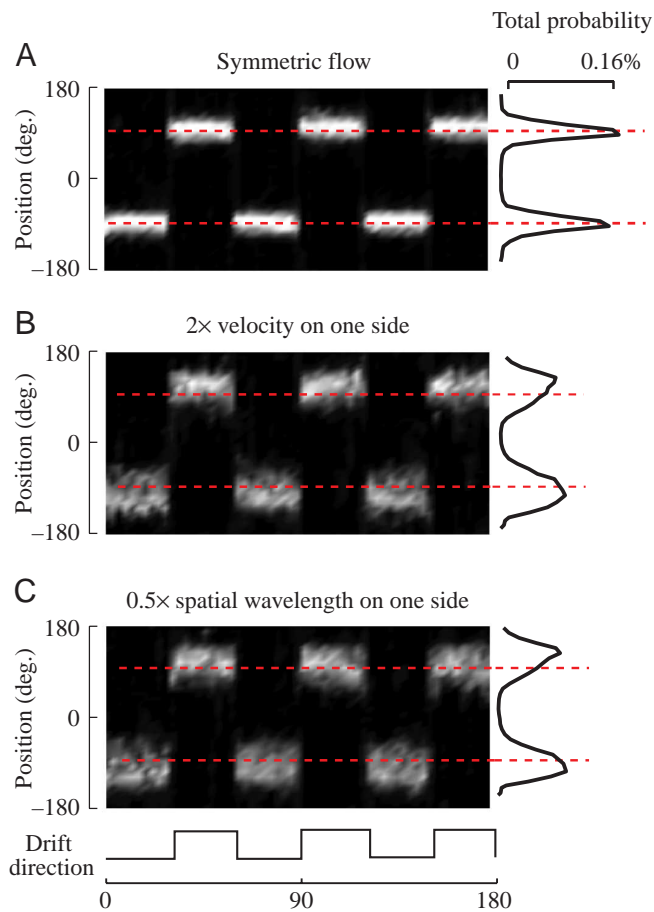 Total probability
0 0.16%
A
Symmetric flow
180
0
–180
Position (deg.)
B
2× velocity on one side
180
0
–180
Position (deg.)
C
0.5× spatial wavelength on one side
180
0
–180
Position (deg.)
Drift
direction
0 90 180